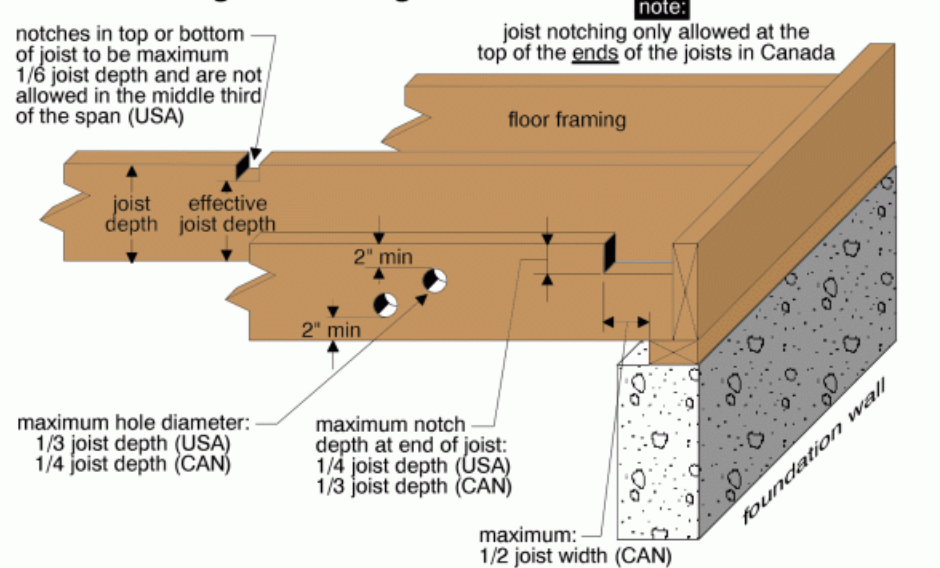 note:
joist notching only allowed at the
top of the ends of the joists in Canada
notches in top or bottom
of joist to be maximum
1/6 joist depth and are not
allowed in the middle third
of the span (USA)
floor framing
joist
depth
effective
joist depth
2" min
2" min
maximum hole diameter:
1/3 joist depth (USA)
1/4 joist depth (CAN)
maximum notch
depth at end of joist:
1/4 joist depth (USA)
1/3 joist depth (CAN)
maximum:
1/2 joist width (CAN)
foundation wall